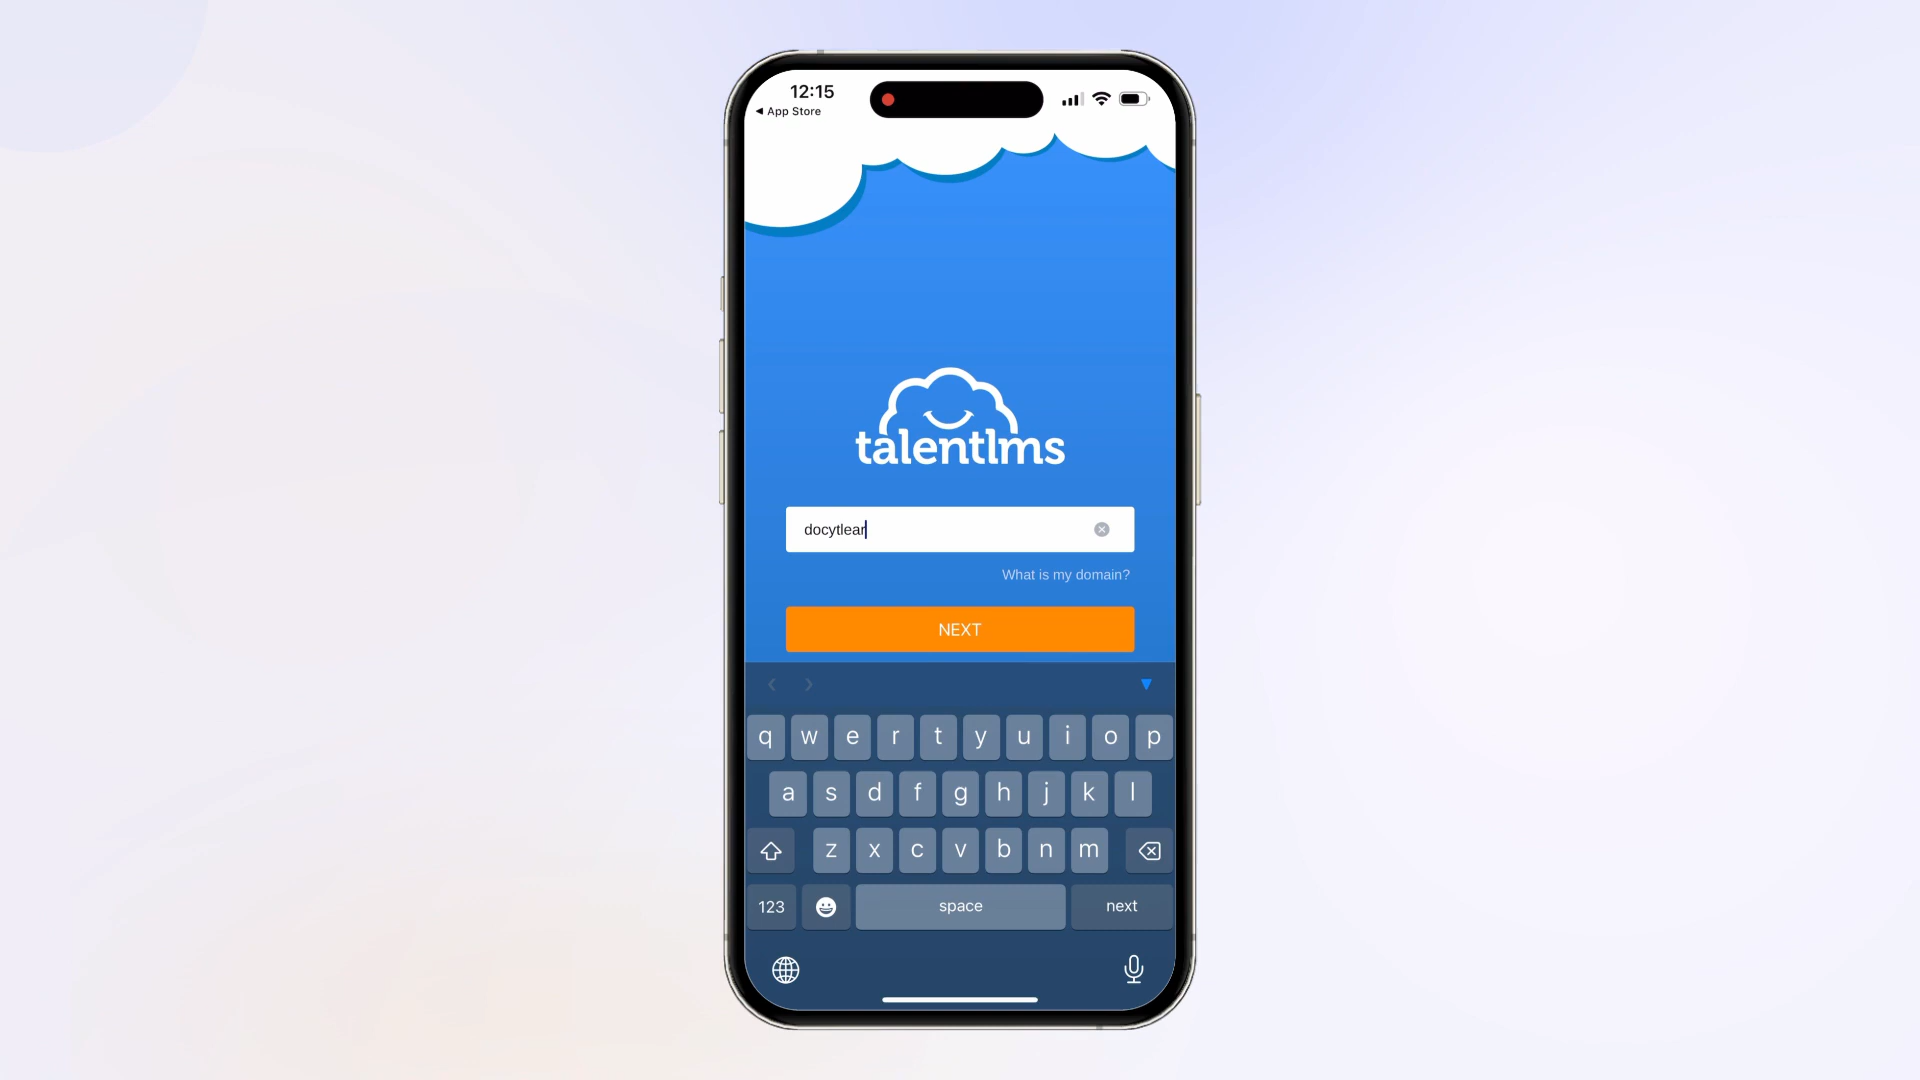 12:15
◀ App Store
talentlms
docytlear
What is my domain?
NEXT
q w e r t y u i o p
a s d f g h j k l
z x c v b n m
123 space next